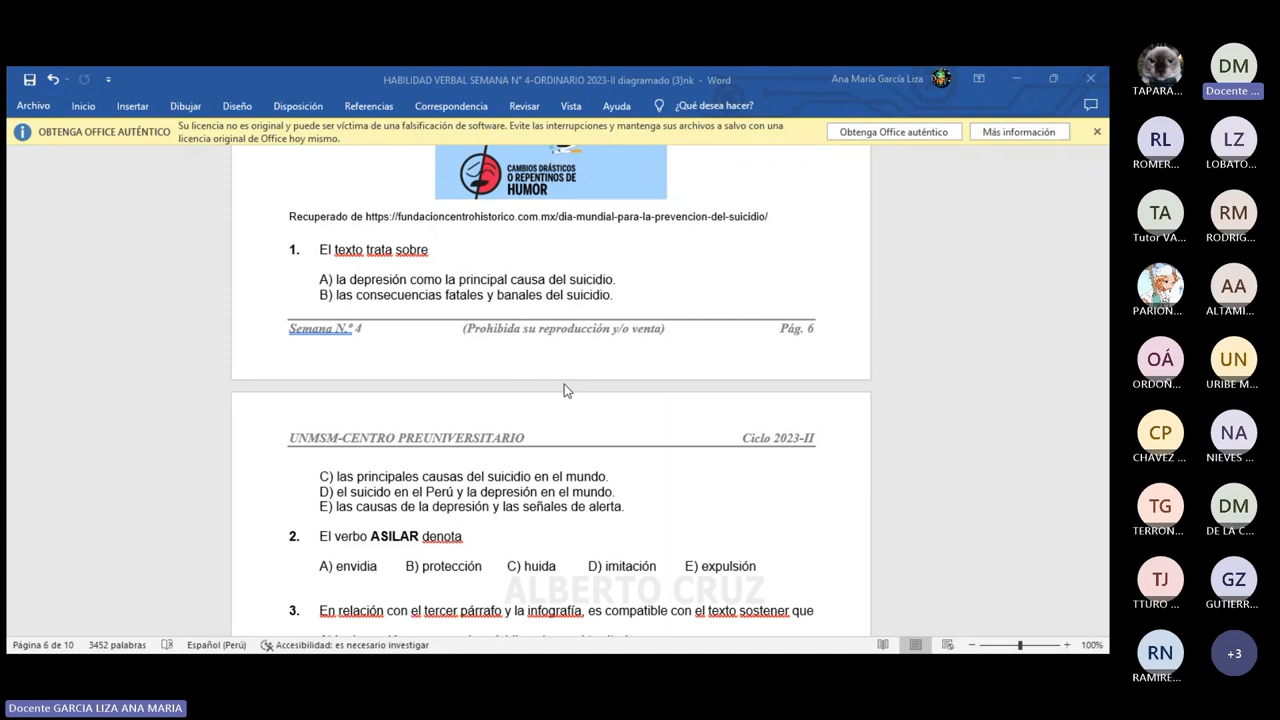 HABILIDAD VERBAL SEMANA N° 4-ORDINARIO 2023-II diagramado (3)nk - Word
Ana María García Liza
Archivo Inicio Insertar Dibujar Diseño Disposición Referencias Correspondencia Revisar Vista Ayuda ¿Qué desea hacer?
OBTENGA OFFICE AUTÉNTICO Su licencia no es original y puede ser víctima de una falsificación de software. Evite las interrupciones y mantenga sus archivos a salvo con una
licencia original de Office hoy mismo.
Obtenga Office auténtico Más información
CAMBIOS DRÁSTICOS
O REPENTINOS DE
HUMOR
Recuperado de https://fundacioncentrohistorico.com.mx/dia-mundial-para-la-prevencion-del-suicidio/
1. El texto trata sobre
A) la depresión como la principal causa del suicidio.
B) las consecuencias fatales y banales del suicidio.
Semana N.º 4 (Prohibida su reproducción y/o venta) Pág. 6
UNMSM-CENTRO PREUNIVERSITARIO Ciclo 2023-II
C) las principales causas del suicidio en el mundo.
D) el suicido en el Perú y la depresión en el mundo.
E) las causas de la depresión y las señales de alerta.
2. El verbo ASILAR denota
A) envidia B) protección C) huida D) imitación E) expulsión
ALBERTO CRUZ
3. En relación con el tercer párrafo y la infografía, es compatible con el texto sostener que
Página 6 de 10 3452 palabras Español (Perú) Accesibilidad: es necesario investigar 100%
Docente GARCIA LIZA ANA MARIA
TAPARA...
DM
Docente ...
RL
ROMER...
LZ
LOBATO...
TA
Tutor VA...
RM
RODRIG...
PARION...
AA
ALTAMI...
OÁ
ORDOÑ...
UN
URIBE M...
CP
CHAVEZ ...
NA
NIEVES ...
TG
TERRON...
DM
DE LA C...
TJ
TTURO ...
GZ
GUTIERR...
RN
RAMIRE...
+3